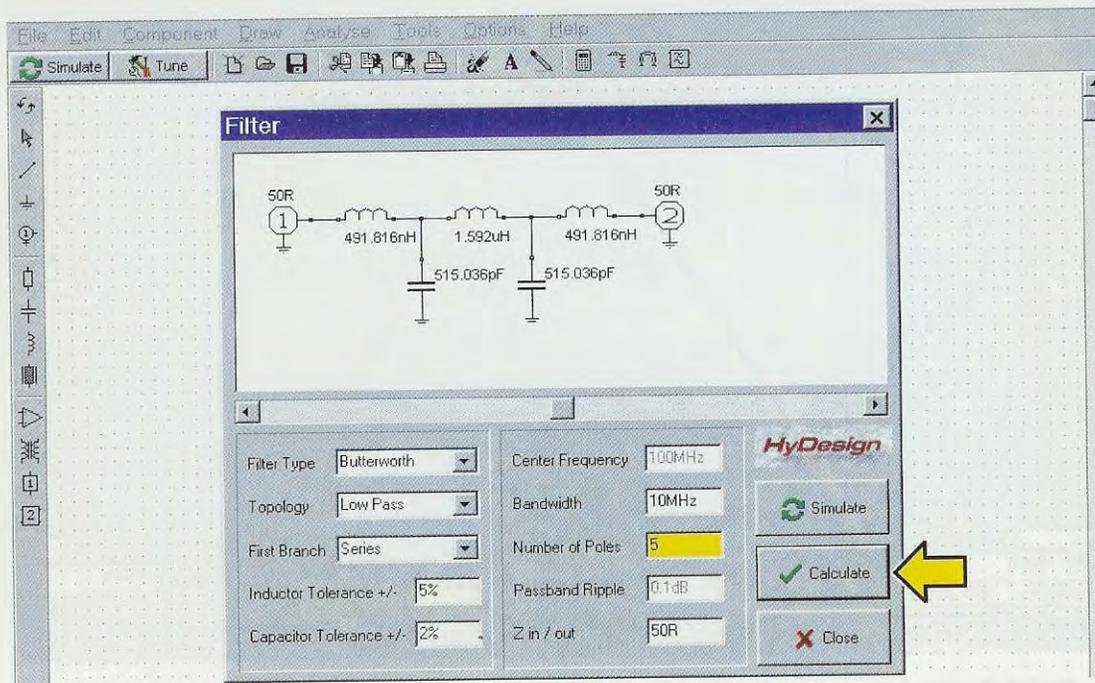 File Edit Component Draw Analyse Tools Options Help
Simulate Tune A
Filter
50R 50R
1 2
491.816nH 1.592uH 491.816nH
515.036pF 515.036pF
1
1
2
HyDesign
Filter Type Butterworth
Topology Low Pass
First Branch Series
Inductor Tolerance +/- 5%
Capacitor Tolerance +/- 2%
Center Frequency 100MHz
Bandwidth 10MHz
Number of Poles 5
Passband Ripple 0.1dB
Z in / out 50R
Simulate
Calculate
Close